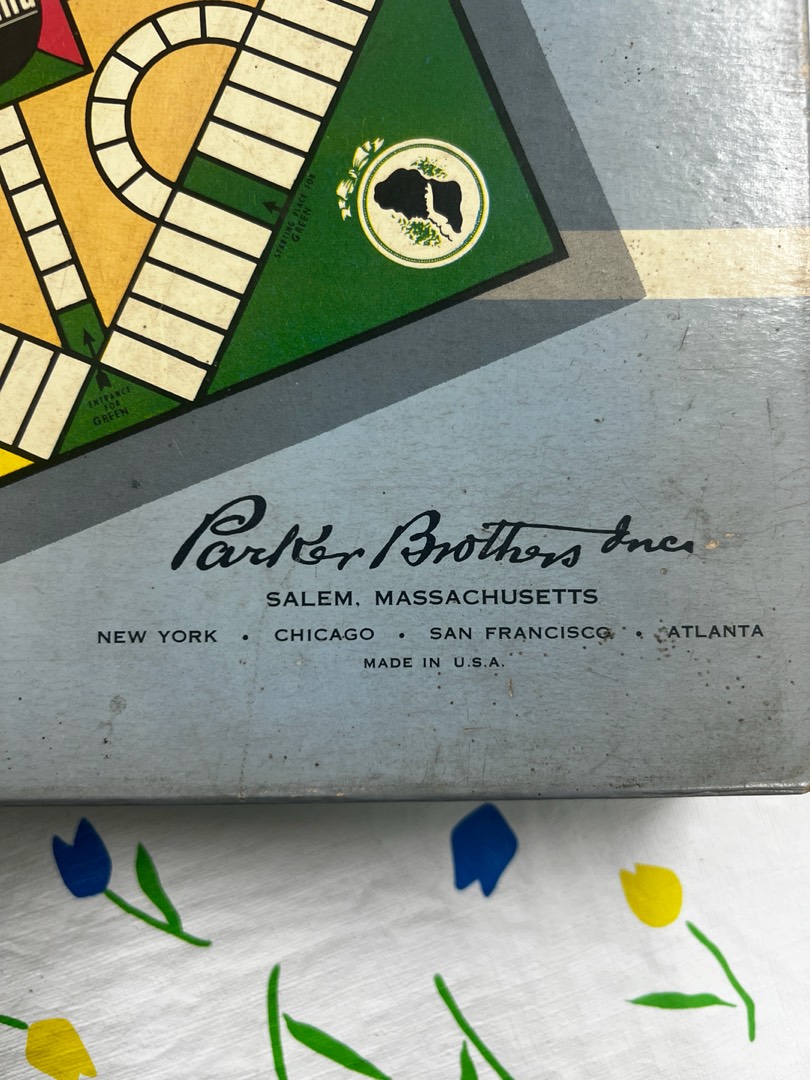 STARTING PLACE FOR
GREEN
ENTRANCE
FOR
GREEN
Parker Brothers Inc.
SALEM, MASSACHUSETTS
NEW YORK • CHICAGO • SAN FRANCISCO • ATLANTA
MADE IN U.S.A.